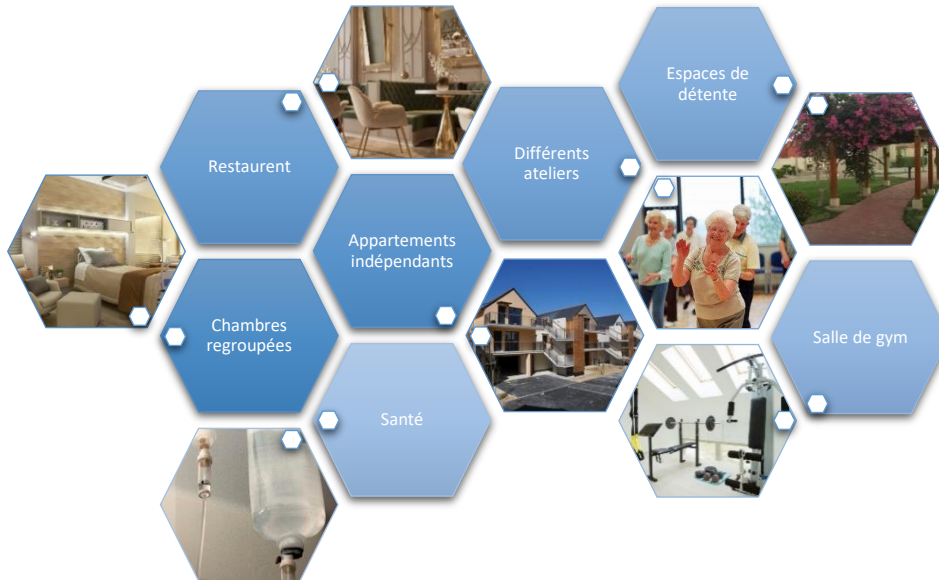 Espaces de
détente
Restaurent
Différents
ateliers
Appartements
indépendants
Chambres
regroupées
Salle de gym
Santé